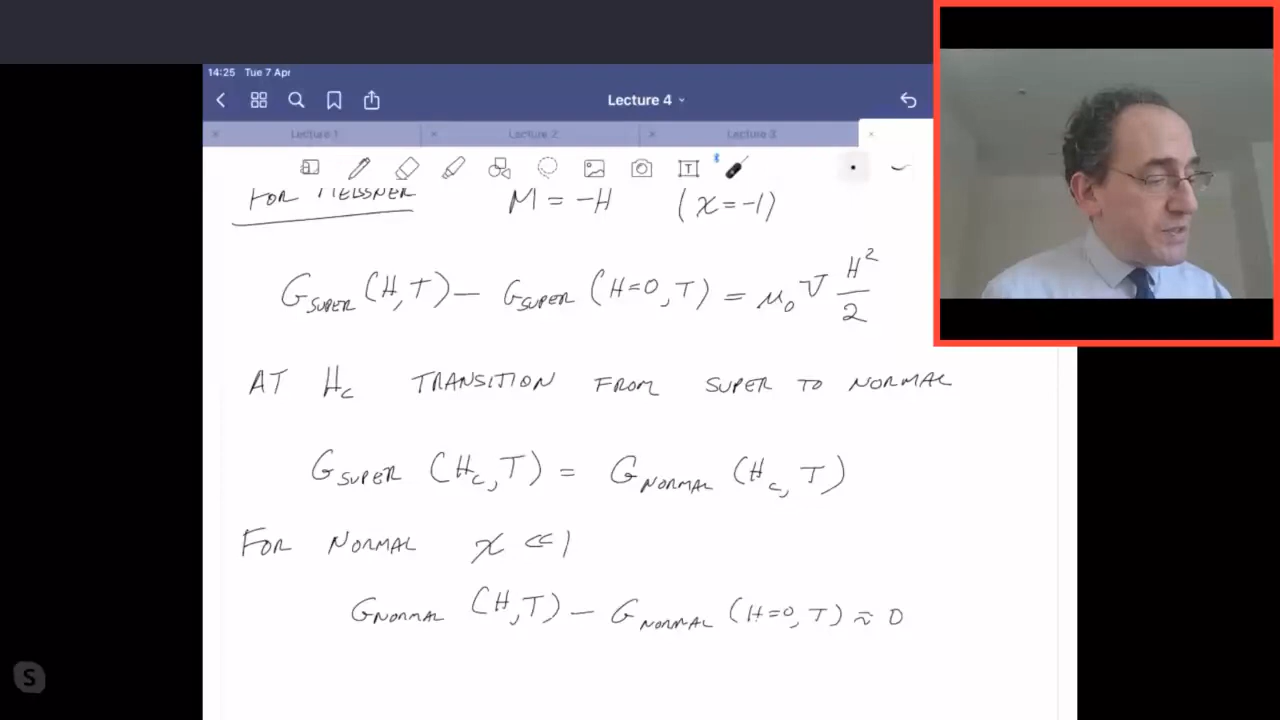 14:25 Tue 7 Apr
Lecture 4
Lecture 1 Lecture 2 Lecture 3
T
FOR MEISSNER M = -H (χ = -1)
G_SUPER (H, T) - G_SUPER (H=0, T) = μ₀ V H²/2
AT H_c TRANSITION FROM SUPER TO NORMAL
G_SUPER (H_c, T) = G_NORMAL (H_c, T)
FOR NORMAL χ << 1
G_NORMAL (H, T) - G_NORMAL (H=0, T) ≈ 0
S